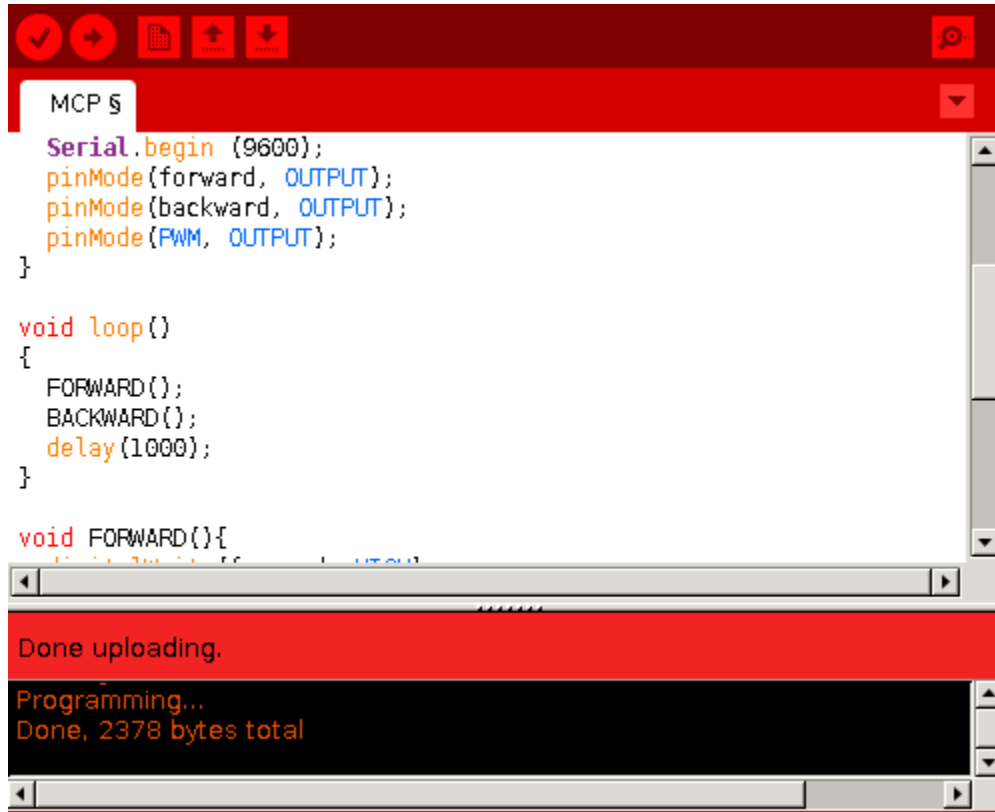 MCP §
Serial.begin (9600);
pinMode(forward, OUTPUT);
pinMode(backward, OUTPUT);
pinMode(PWM, OUTPUT);
}
void loop()
{
FORWARD();
BACKWARD();
delay(1000);
}
void FORWARD(){
Done uploading.
Programming...
Done, 2378 bytes total